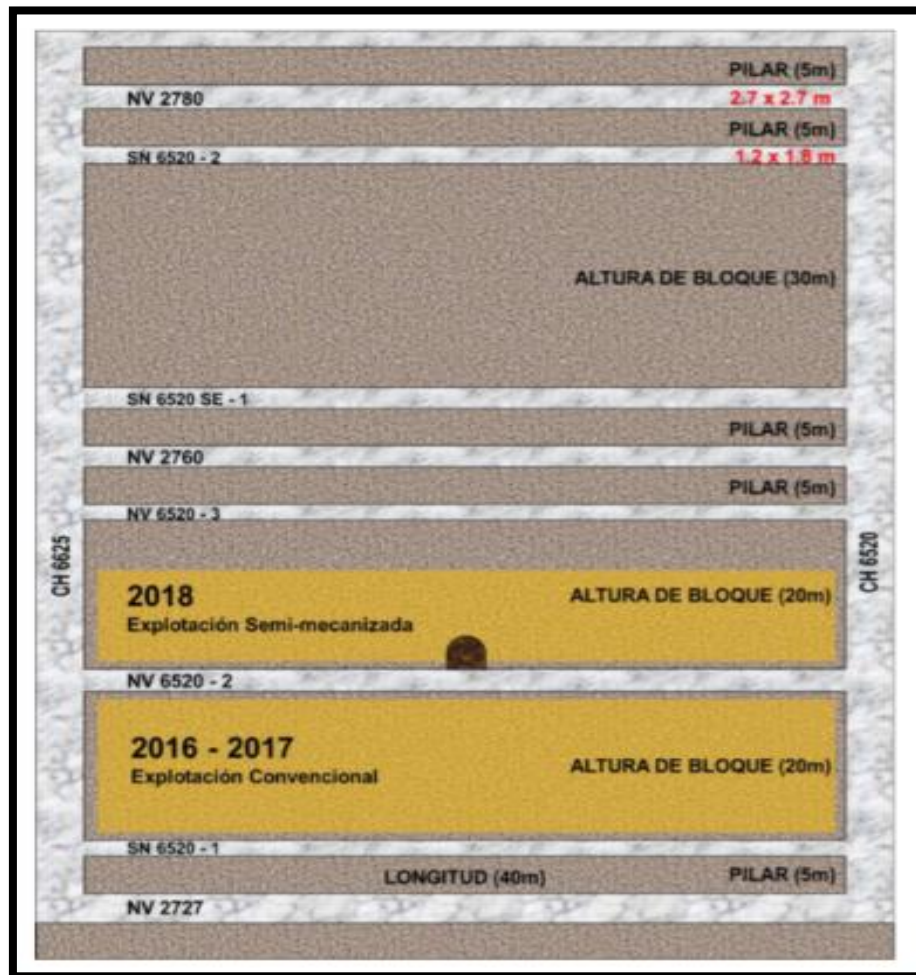 PILAR (5m)
NV 2780
2.7 x 2.7 m
PILAR (5m)
SN 6520 - 2
1.2 x 1.8 m
ALTURA DE BLOQUE (30m)
SN 6520 SE - 1
PILAR (5m)
NV 2760
PILAR (5m)
NV 6520 - 3
CH 6625
CH 6520
2018
ALTURA DE BLOQUE (20m)
Explotación Semi-mecanizada
NV 6520 - 2
2016 - 2017
Explotación Convencional
ALTURA DE BLOQUE (20m)
SN 6520 - 1
LONGITUD (40m)
PILAR (5m)
NV 2727